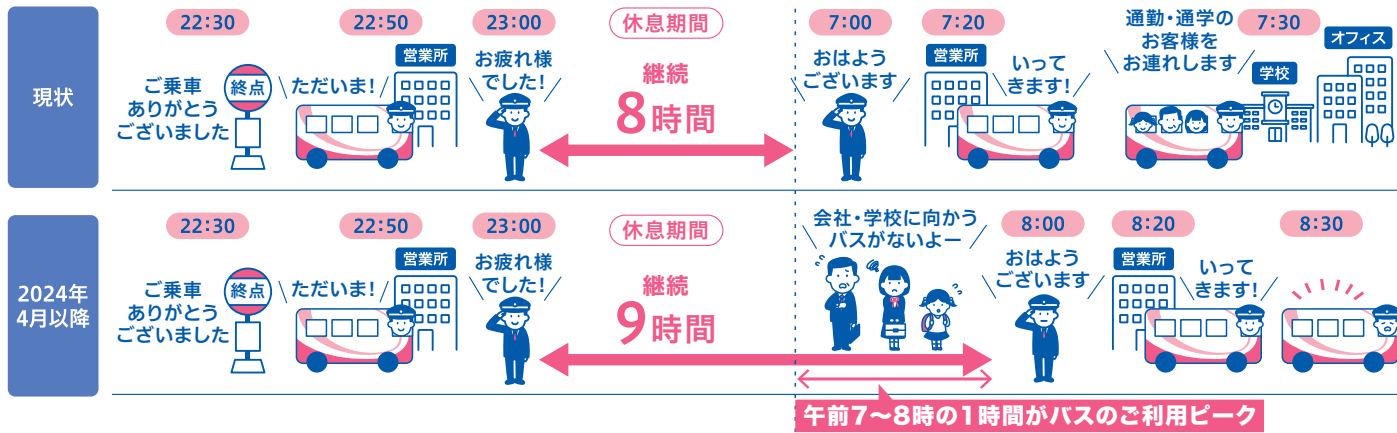 現状
22:30
ご乗車
ありがとう
ございました
終点
22:50
ただいま!
営業所
23:00
お疲れ様
でした!
休息期間
継続
8時間
7:00
おはよう
ございます
7:20
営業所
いって
きます!
通勤・通学の
お客様を
お連れします
7:30
学校
オフィス
2024年
4月以降
22:30
ご乗車
ありがとう
ございました
終点
22:50
ただいま!
営業所
23:00
お疲れ様
でした!
休息期間
継続
9時間
会社・学校に向かう
バスがないよー
8:00
おはよう
ございます
8:20
営業所
いって
きます!
8:30
午前7〜8時の1時間がバスのご利用ピーク